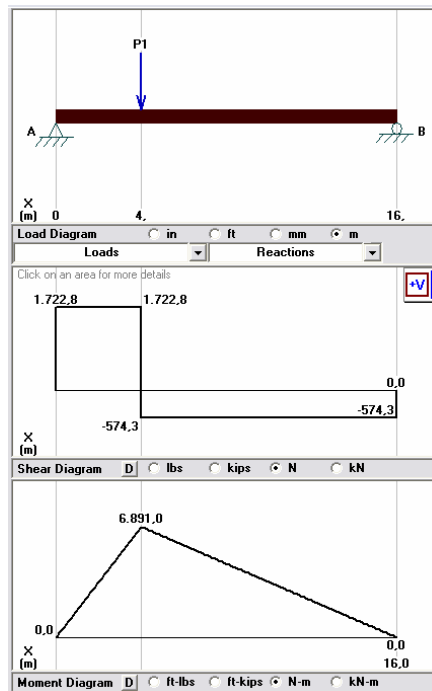 P1
A B
X
(m) 0 4, 16,
Load Diagram in ft mm m
Loads Reactions
Click on an area for more details
1.722,8 1.722,8 +V
0,0
-574,3 -574,3
X
(m)
Shear Diagram D lbs kips N kN
6.891,0
0,0 0,0
X 16,0
(m)
Moment Diagram D ft-lbs ft-kips N-m kN-m